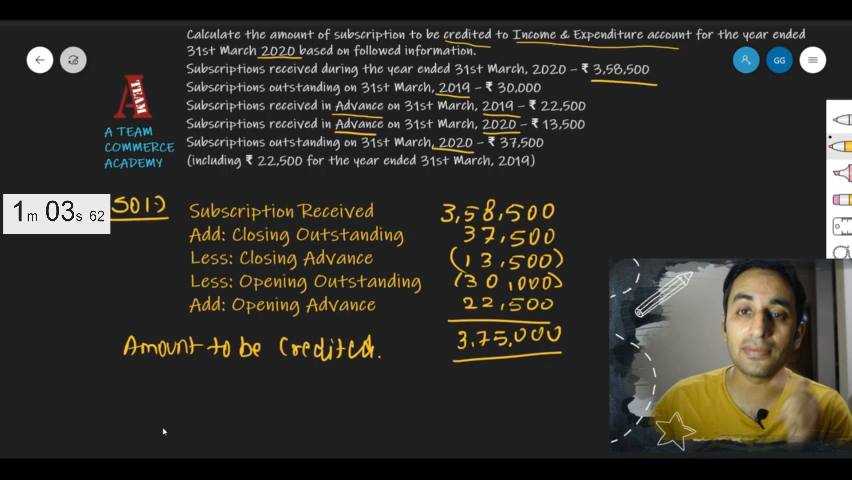 Calculate the amount of subscription to be credited to Income & Expenditure account for the year ended
31st March 2020 based on followed information.
Subscriptions received during the year ended 31st March, 2020 – ₹ 3,58,500
Subscriptions outstanding on 31st March, 2019 – ₹ 30,000
Subscriptions received in Advance on 31st March, 2019 – ₹ 22,500
Subscriptions received in Advance on 31st March, 2020 – ₹ 13,500
Subscriptions outstanding on 31st March, 2020 – ₹ 37,500
(including ₹ 22,500 for the year ended 31st March, 2019)
GG
A TEAM
A TEAM
COMMERCE
ACADEMY
1m 03s 62
Sol:)
Subscription Received 3,58,500
Add: Closing Outstanding 37,500
Less: Closing Advance (13,500)
Less: Opening Outstanding (30,000)
Add: Opening Advance 22,500
Amount to be Credited. 3,75,000